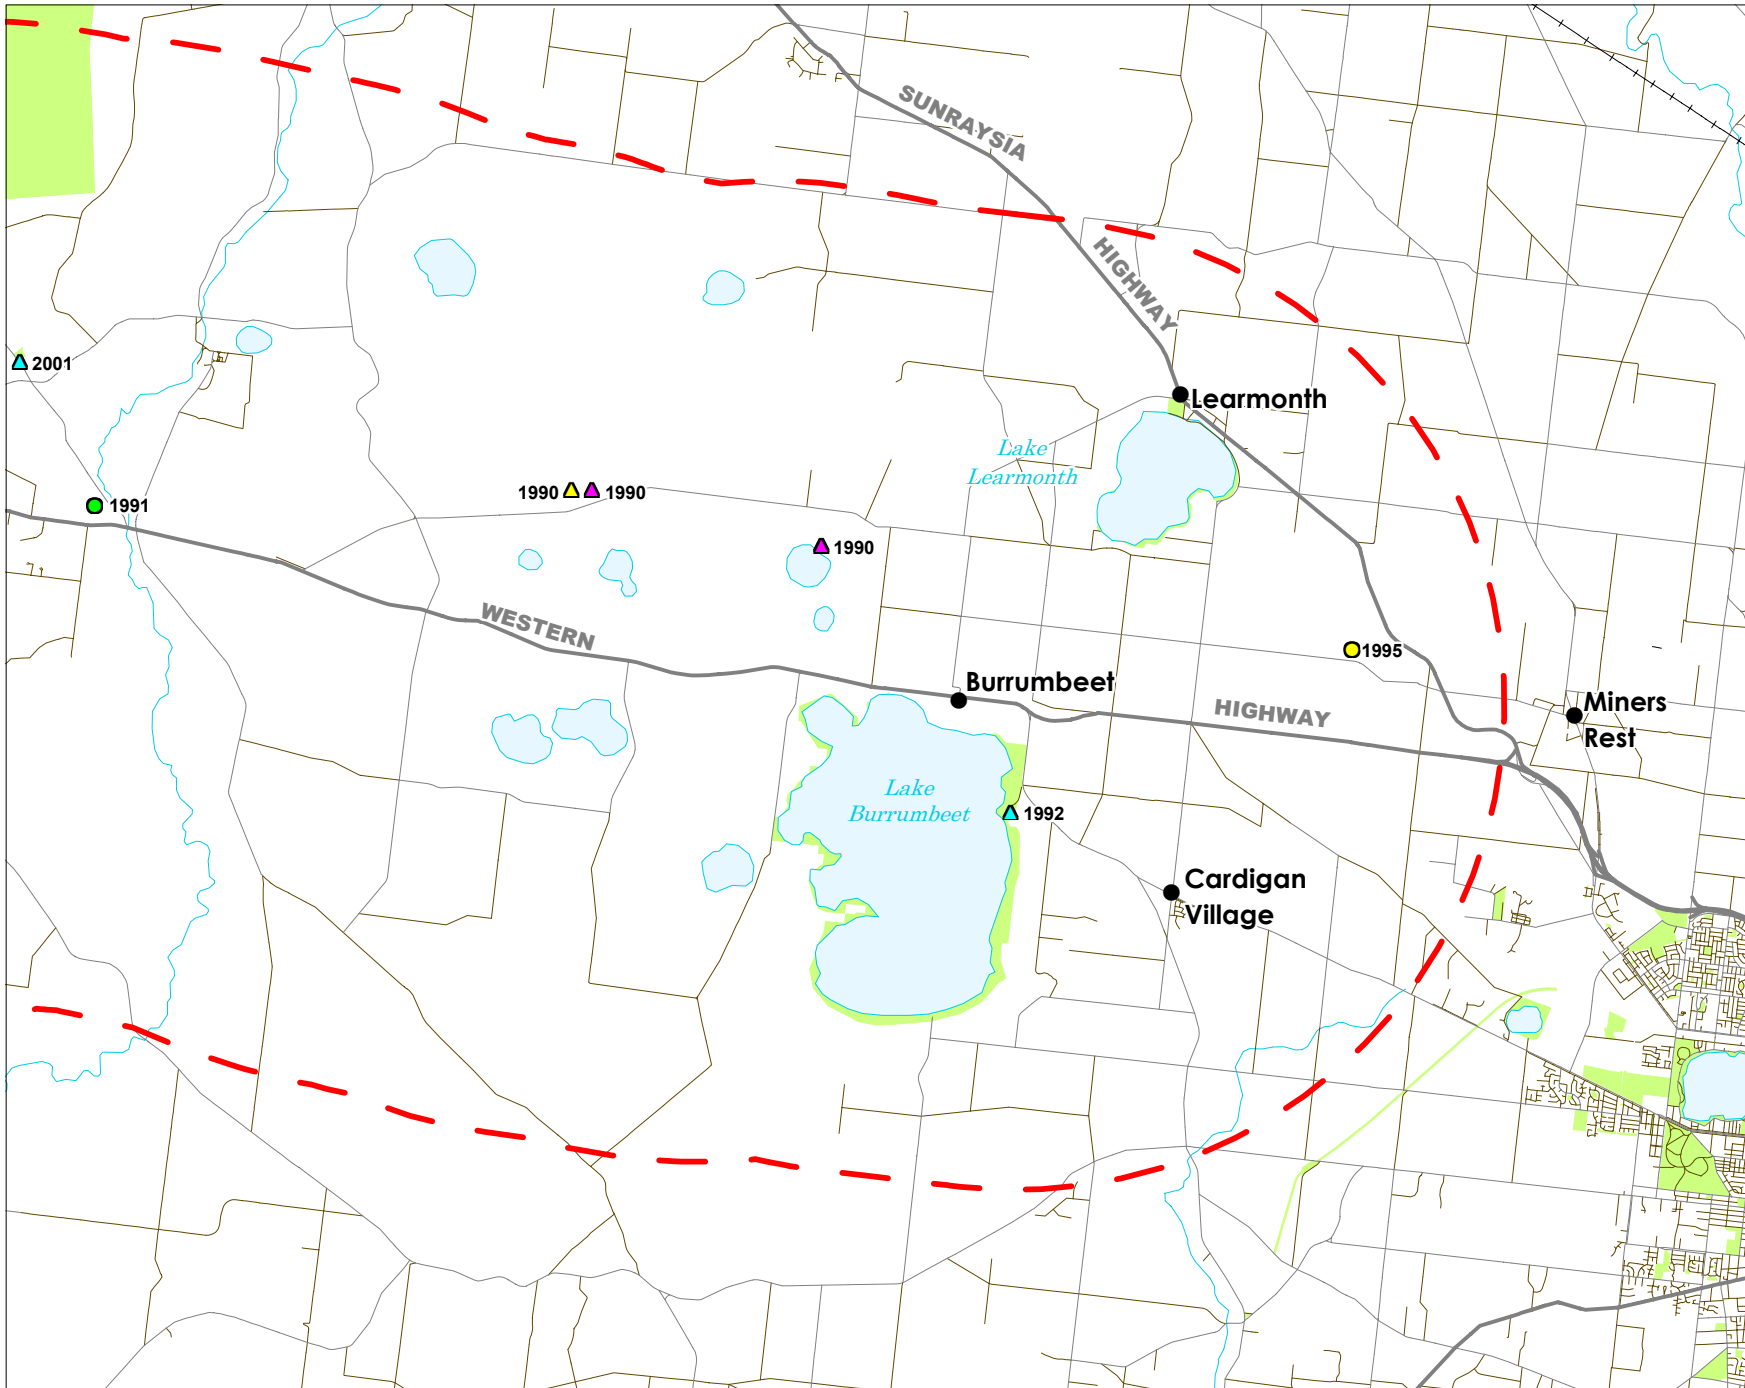 SUNRAYSIA
HIGHWAY
2001
Learmonth
Lake
Learmonth
1990
1990
1991
1990
WESTERN
1995
Burrumbeet
HIGHWAY
Miners
Rest
Lake
Burrumbeet
1992
Cardigan
Village